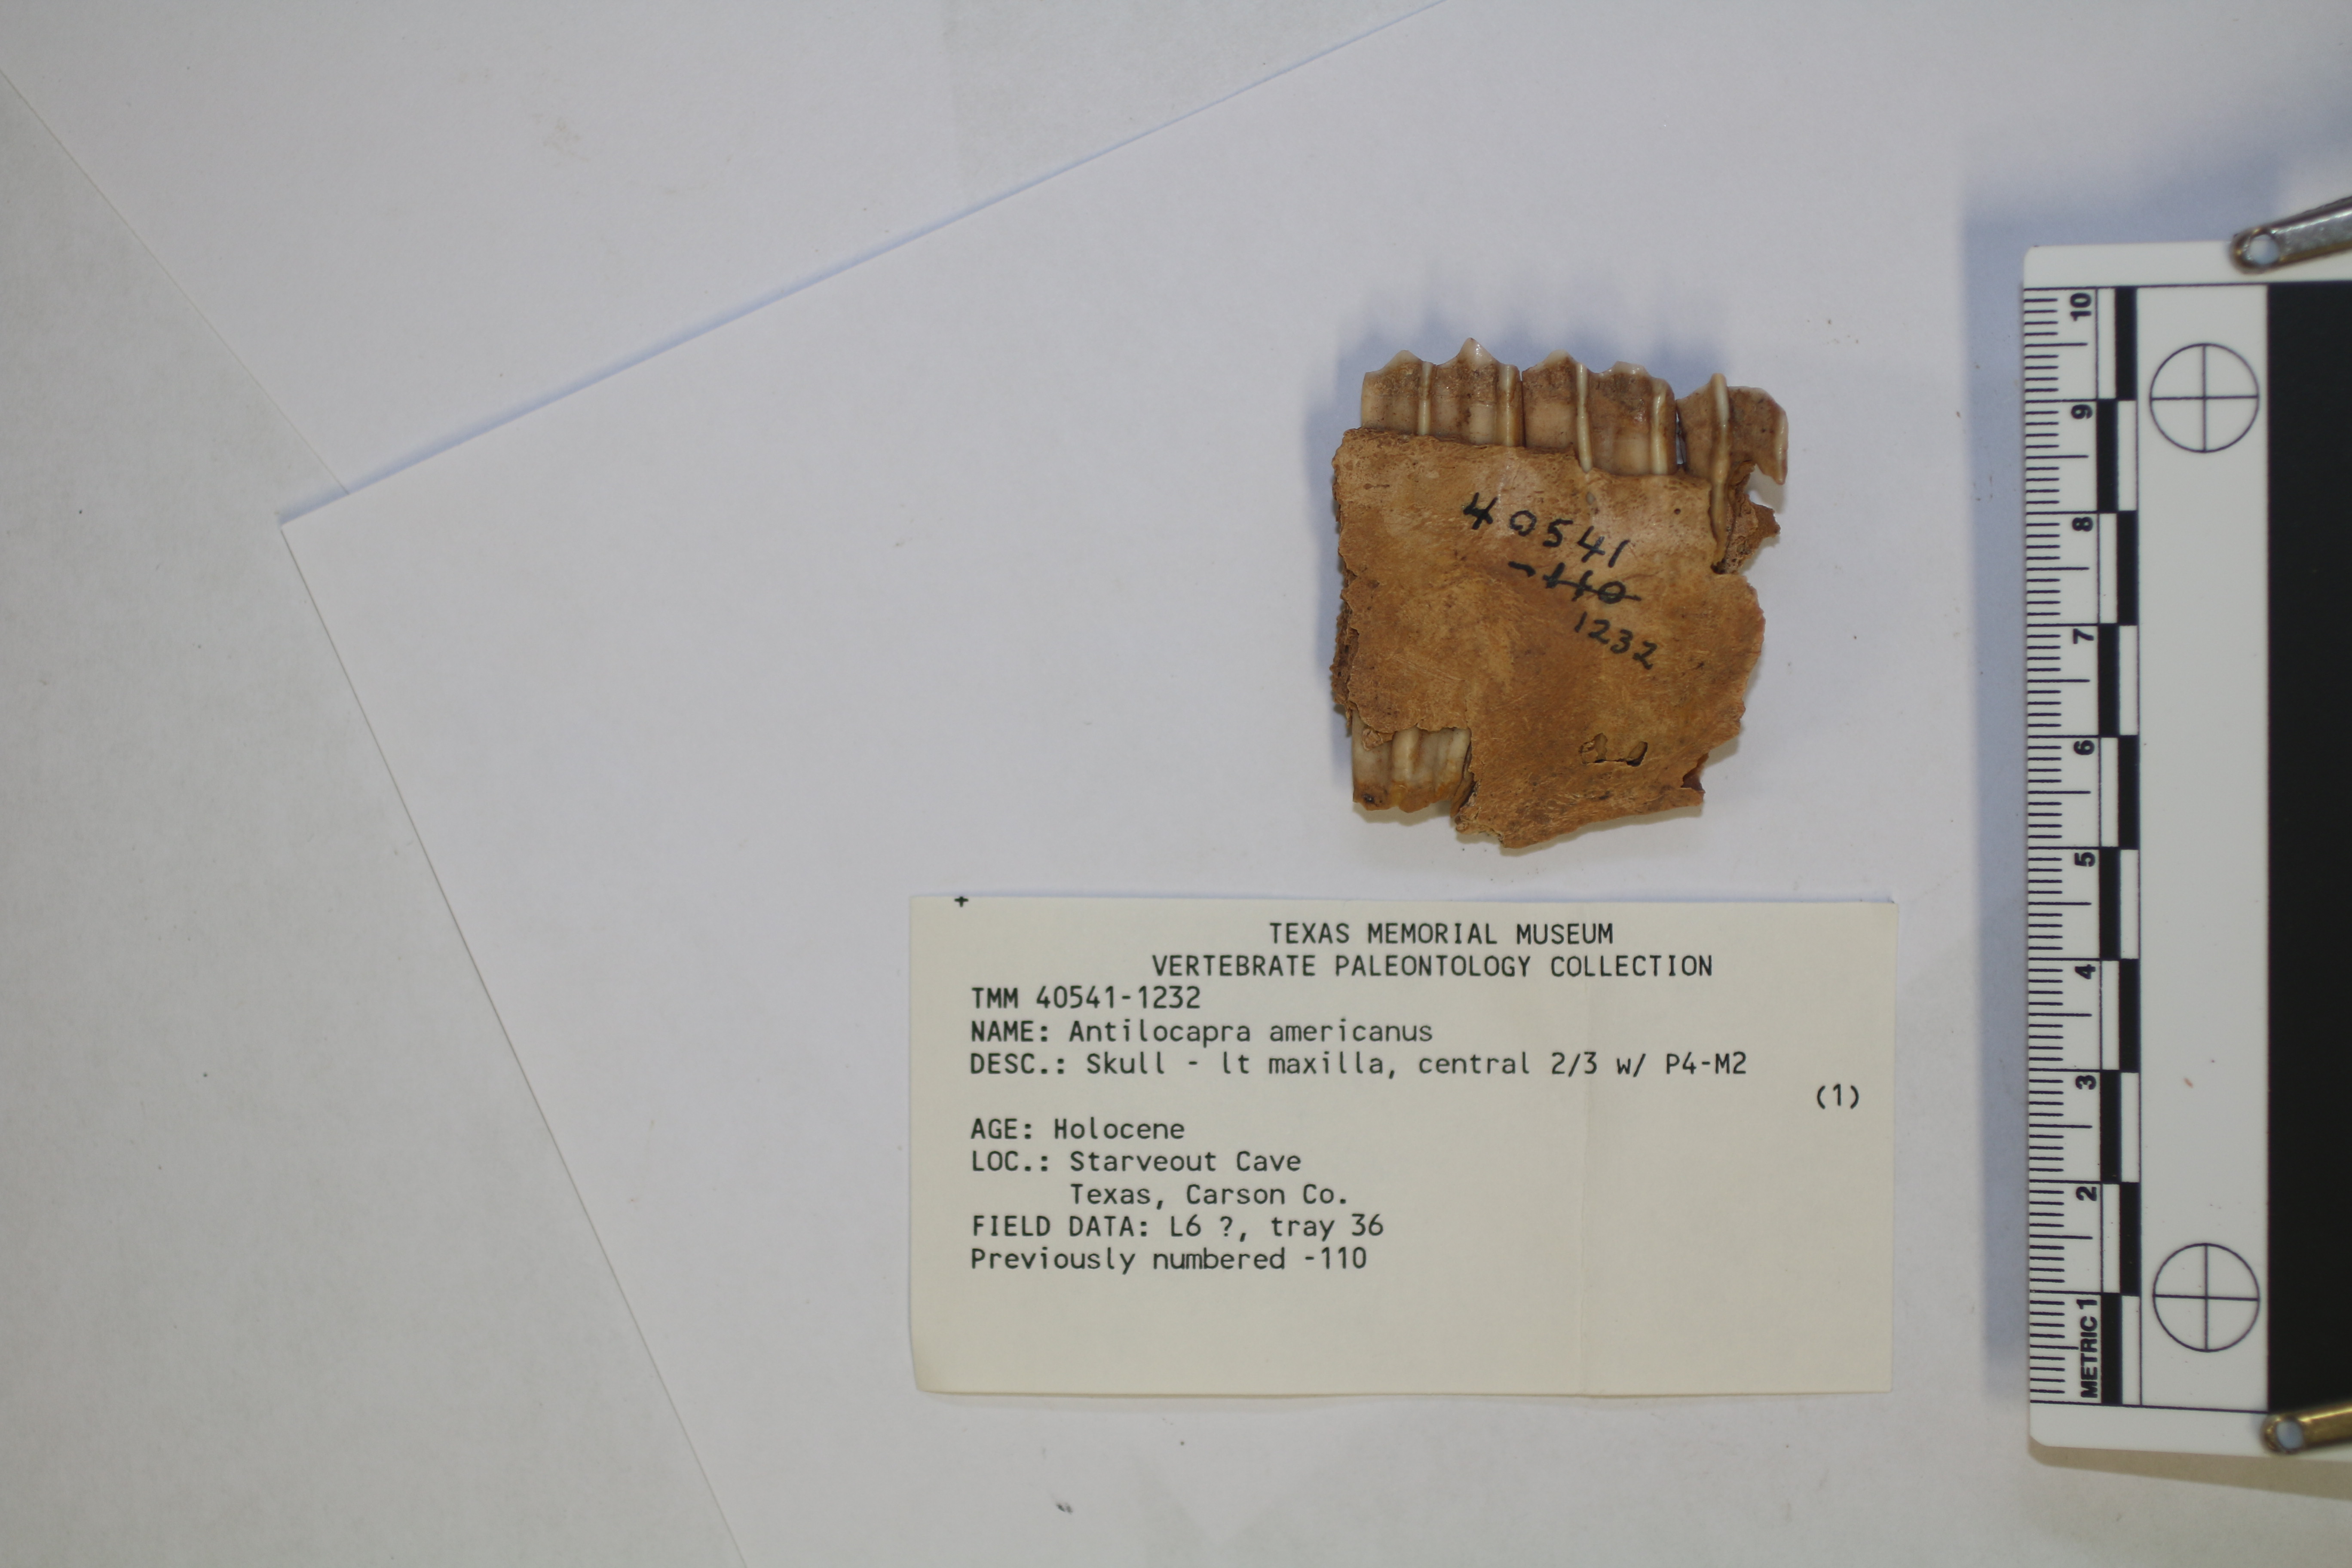 TEXAS MEMORIAL MUSEUM
VERTEBRATE PALEONTOLOGY COLLECTION
TMM 40541-1232
NAME: Antilocapra americanus
DESC.: Skull - lt maxilla, central 2/3 w/ P4-M2
(1)
AGE: Holocene
LOC.: Starveout Cave
Texas, Carson Co.
FIELD DATA: L6 ?, tray 36
Previously numbered -110
40541
-110
1232
METRIC 1 2 3 4 5 6 7 8 9 10